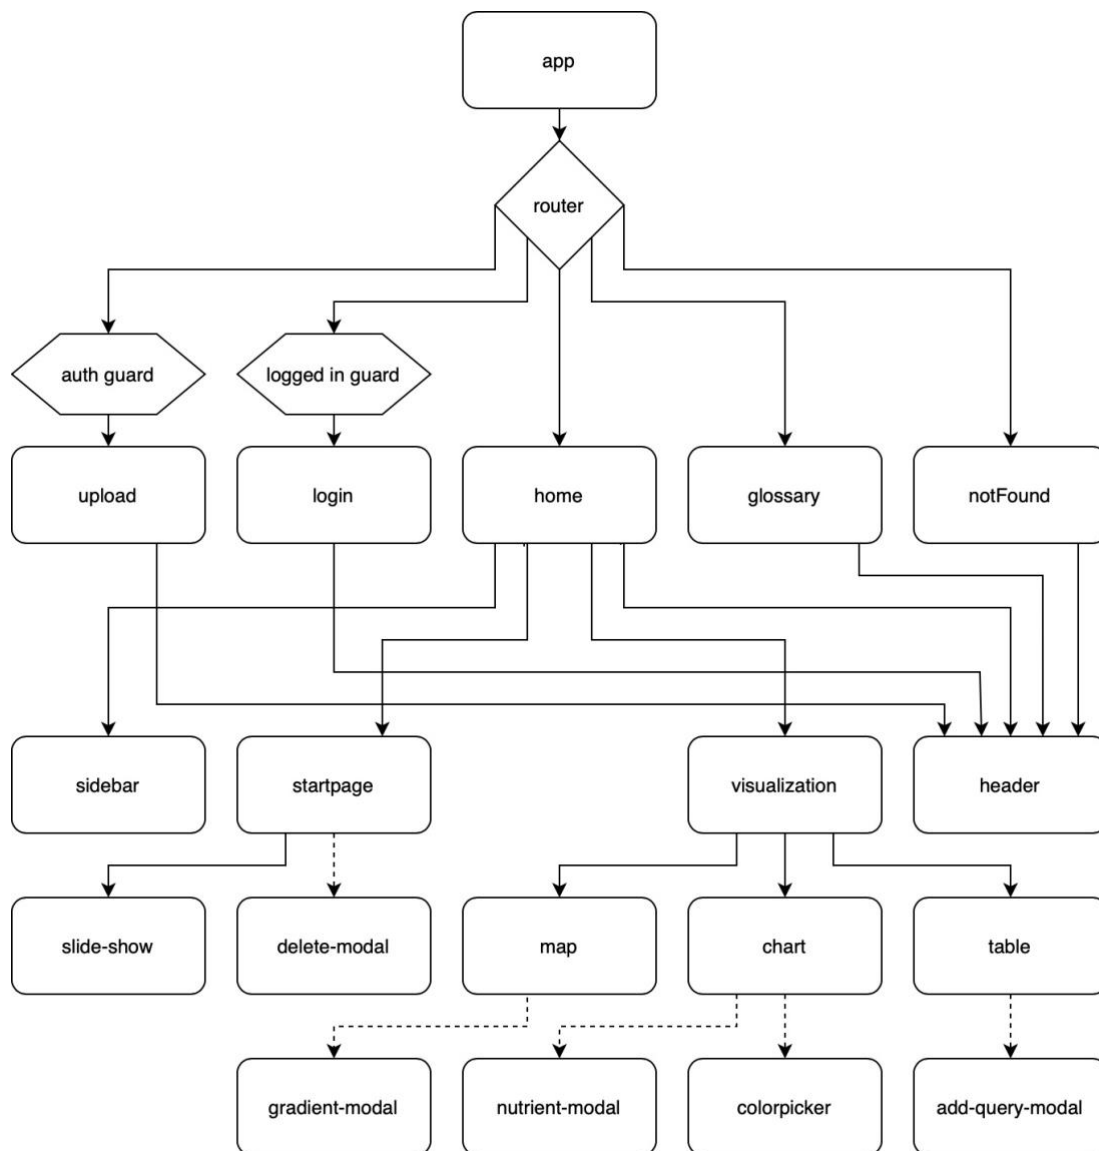 app
router
auth guard
logged in guard
upload
login
home
glossary
notFound
sidebar
startpage
visualization
header
slide-show
delete-modal
map
chart
table
gradient-modal
nutrient-modal
colorpicker
add-query-modal